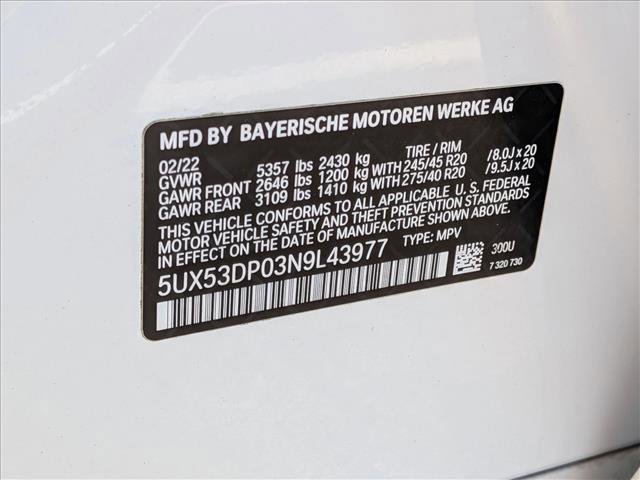 MFD BY BAYERISCHE MOTOREN WERKE AG
02/22 TIRE / RIM
GVWR 5357 lbs 2430 kg
GAWR FRONT 2646 lbs 1200 kg WITH 245/45 R20 /8.0J x 20
GAWR REAR 3109 lbs 1410 kg WITH 275/40 R20 /9.5J x 20
THIS VEHICLE CONFORMS TO ALL APPLICABLE U. S. FEDERAL
MOTOR VEHICLE SAFETY AND THEFT PREVENTION STANDARDS
IN EFFECT ON THE DATE OF MANUFACTURE SHOWN ABOVE.
5UX53DP03N9L43977 TYPE: MPV
300U
7 320 730